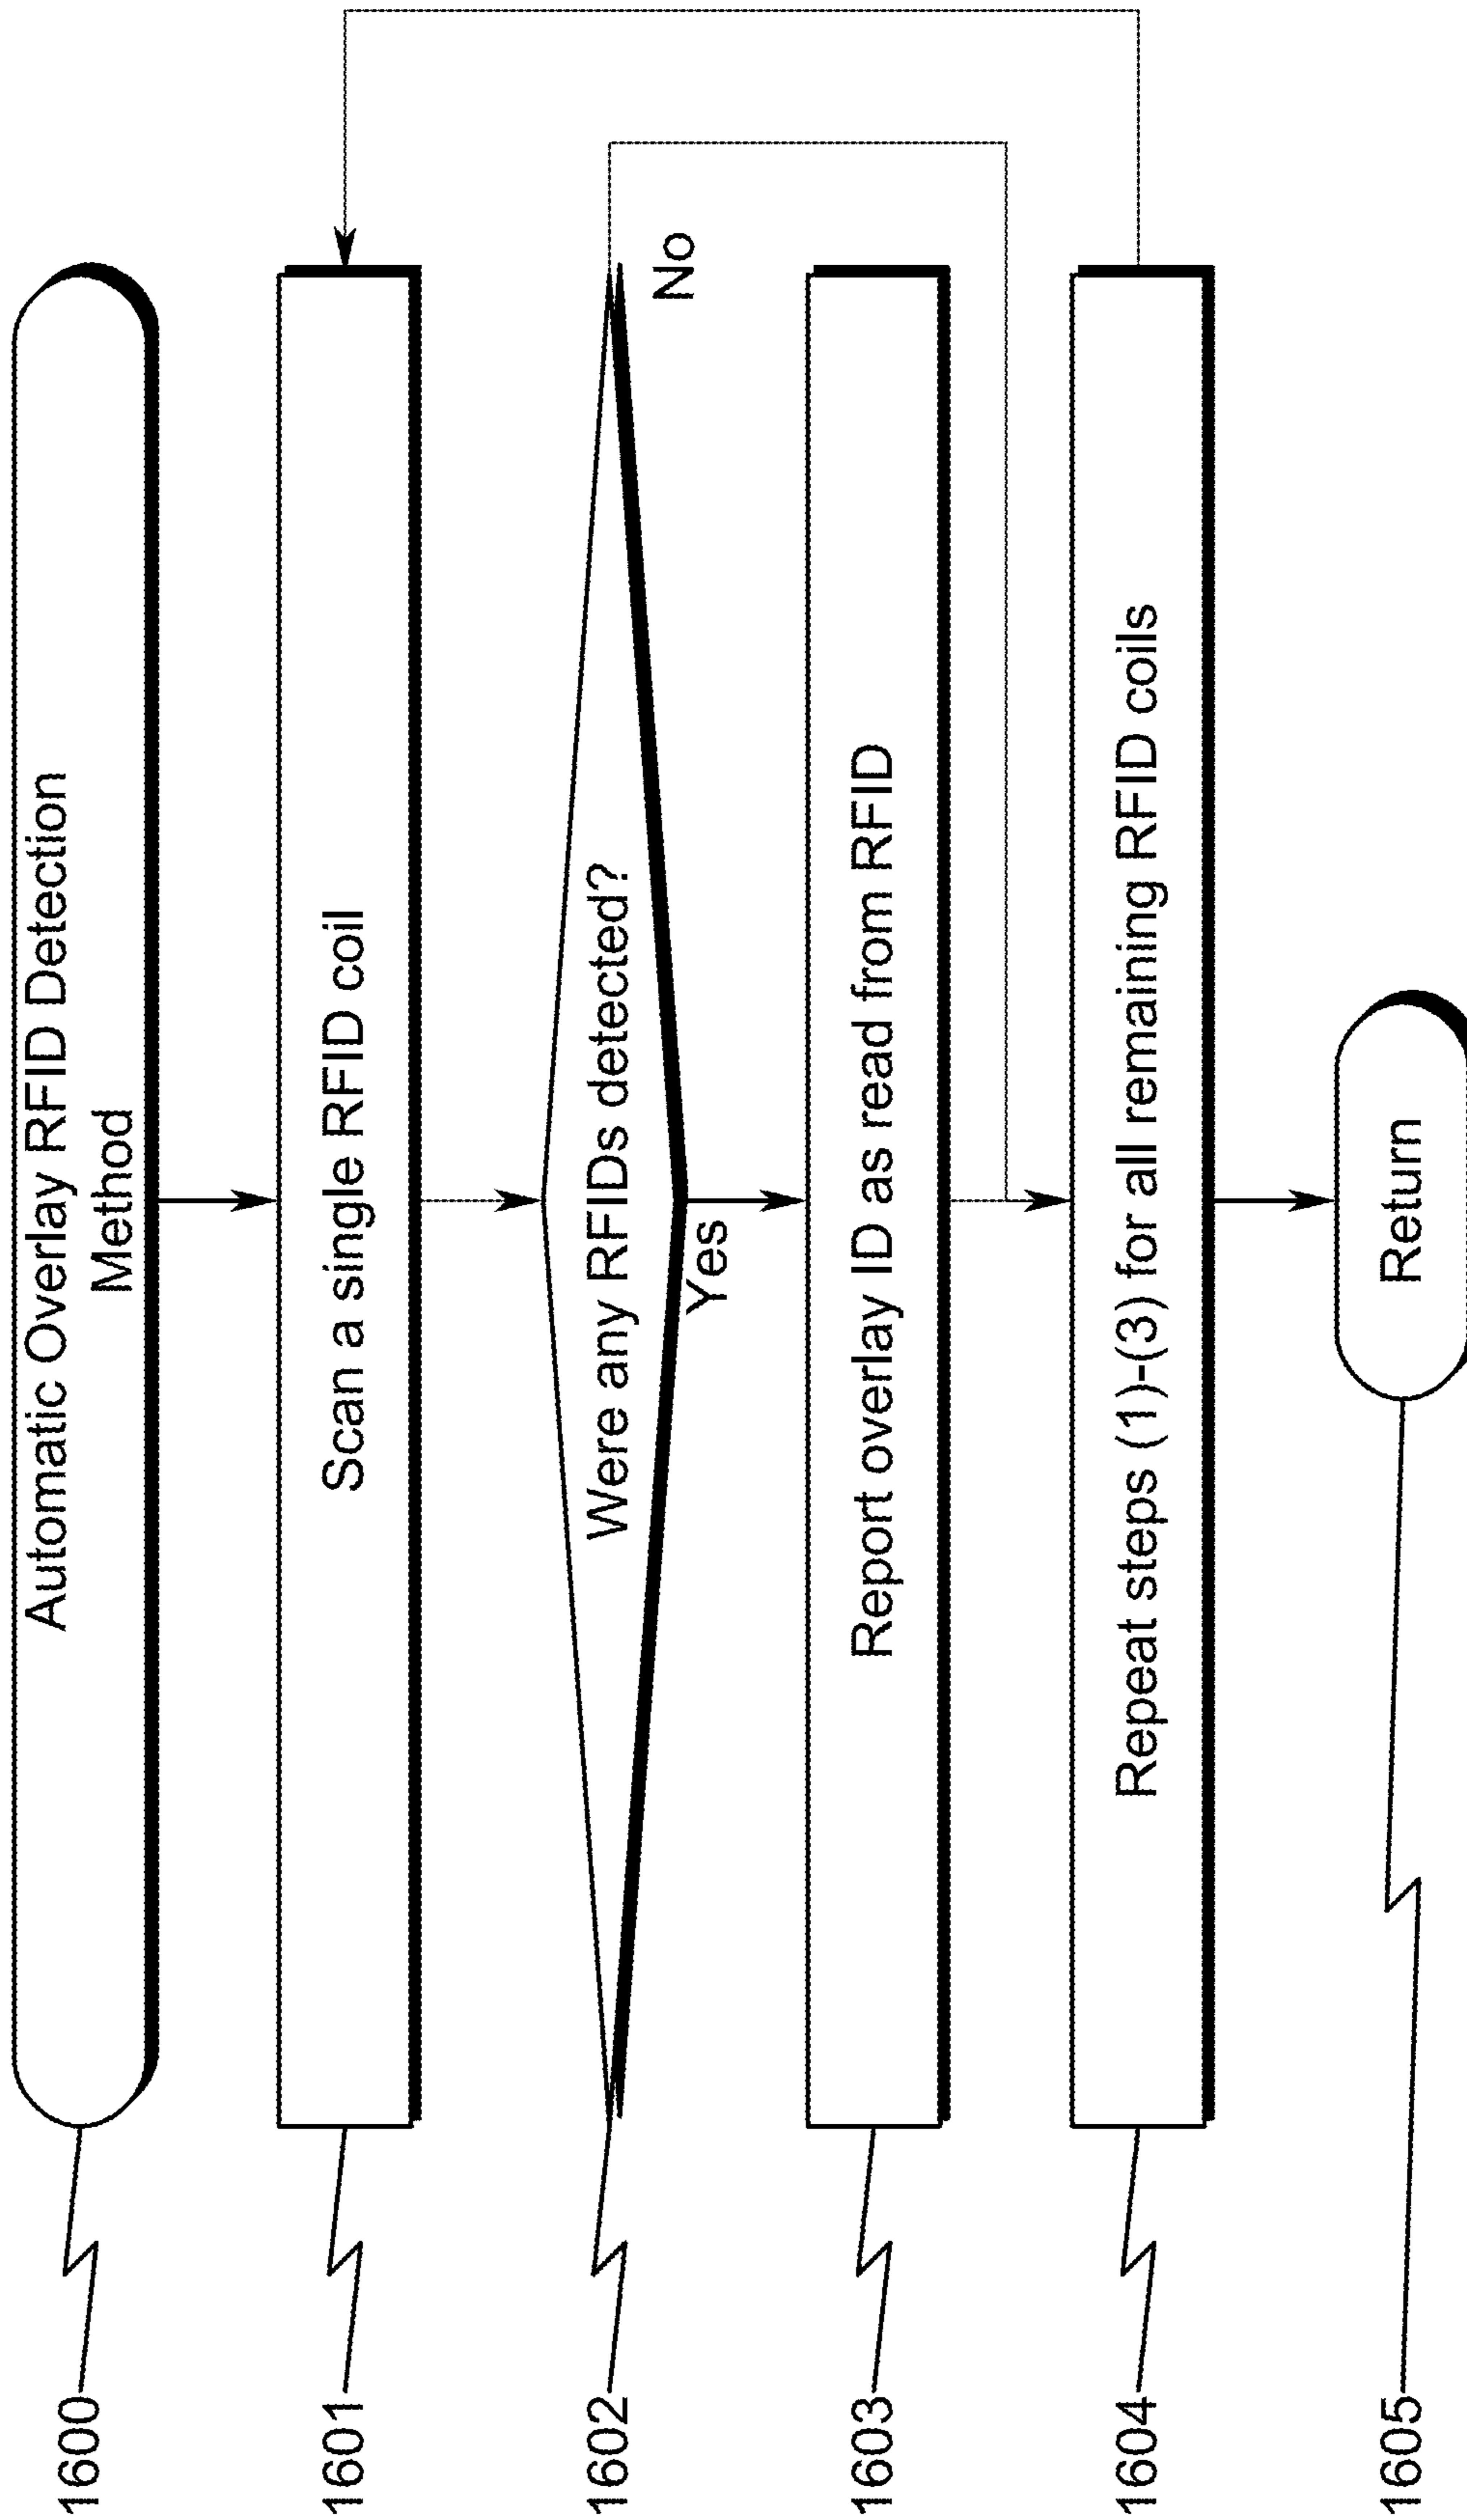 1600
Automatic Overlay RFID Detection
Method
1601
Scan a single RFID coil
1602
Were any RFIDs detected?
No
Yes
1603
Report overlay ID as read from RFID
1604
Repeat steps (1)-(3) for all remaining RFID coils
1605
Return